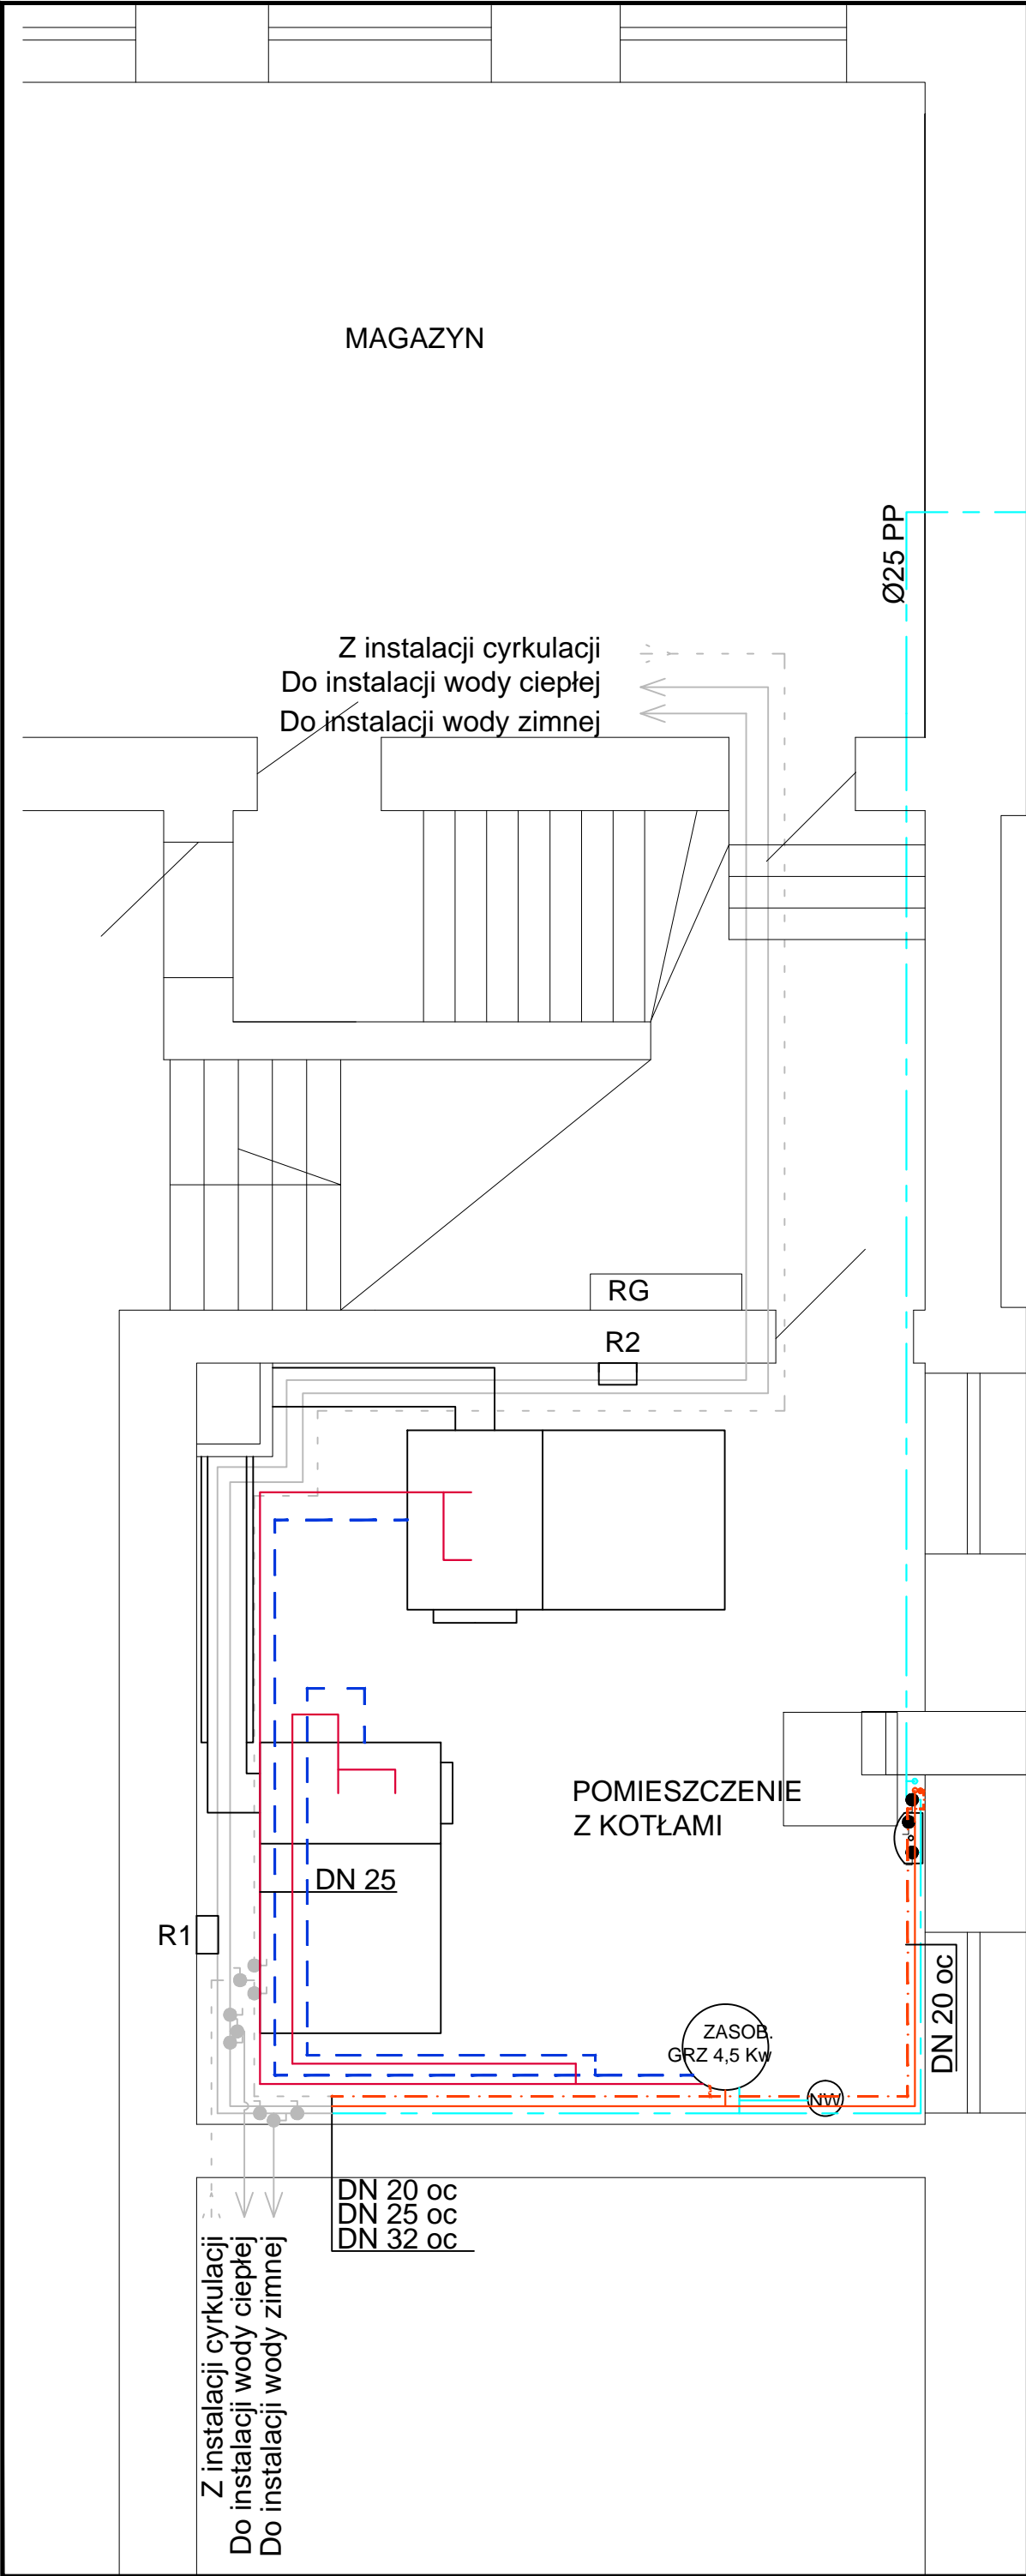 MAGAZYN
Ø25 PP
Z instalacji cyrkulacji
Do instalacji wody ciepłej
Do instalacji wody zimnej
RG
R2
POMIESZCZENIE
Z KOTŁAMI
DN 25
R1
DN 20 oc
ZASOB.
GRZ 4,5 Kw
NW
DN 20 oc
DN 25 oc
DN 32 oc
Z instalacji cyrkulacji
Do instalacji wody ciepłej
Do instalacji wody zimnej